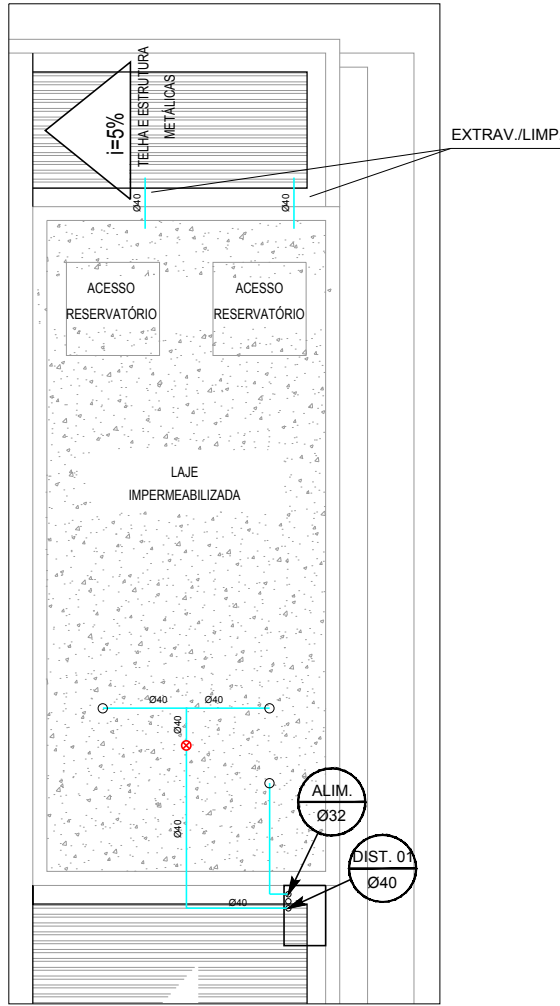 TELHA E ESTRUTURA
METÁLICAS
i=5%
EXTRAV./LIMP
Ø40
Ø40
ACESSO
RESERVATÓRIO
ACESSO
RESERVATÓRIO
LAJE
IMPERMEABILIZADA
Ø40
Ø40
Ø40
Ø40
ALIM.
Ø32
DIST. 01
Ø40
Ø40